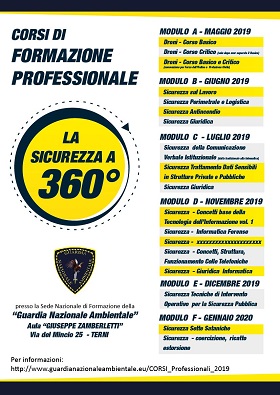 CORSI DI
FORMAZIONE
PROFESSIONALE
LA
SICUREZZA A
360°
presso la Sede Nazionale di Formazione della
“Guardia Nazionale Ambientale”
Aula “GIUSEPPE ZAMBERLETTI”
Via del Mincio 25 - TERNI
Per informazioni:
http://www.guardianazionaleambientale.eu/CORSI_Professionali_2019
MODULO A - MAGGIO 2019
Droni - Corso Basico
Droni - Corso Critico
Droni - Corso Basico e Critico
MODULO B - GIUGNO 2019
Sicurezza sul Lavoro
Sicurezza Perimetrale e Logistica
Sicurezza Antincendio
Sicurezza Giuridica
MODULO C - LUGLIO 2019
Sicurezza della Comunicazione
Verbale Istituzionale
Sicurezza Trattamento Dati Sensibili
in Strutture Private e Pubbliche
Sicurezza Giuridica
MODULO D - NOVEMBRE 2019
Sicurezza - Concetti base della
Tecnologia dell'Informazione vol. 1
Sicurezza - Informatica Forense
Sicurezza - xxxxxxxxxxxxxxxxxxx
Sicurezza - Concetti, Struttura,
Funzionamento Celle Telefoniche
Sicurezza - Giuridica Informatica
MODULO E - DICEMBRE 2019
Sicurezza Tecniche di Intervento
Operativo per la Sicurezza Pubblica
MODULO F - GENNAIO 2020
Sicurezza Sette Sataniche
Sicurezza - coercizione, ricatto
estorsione